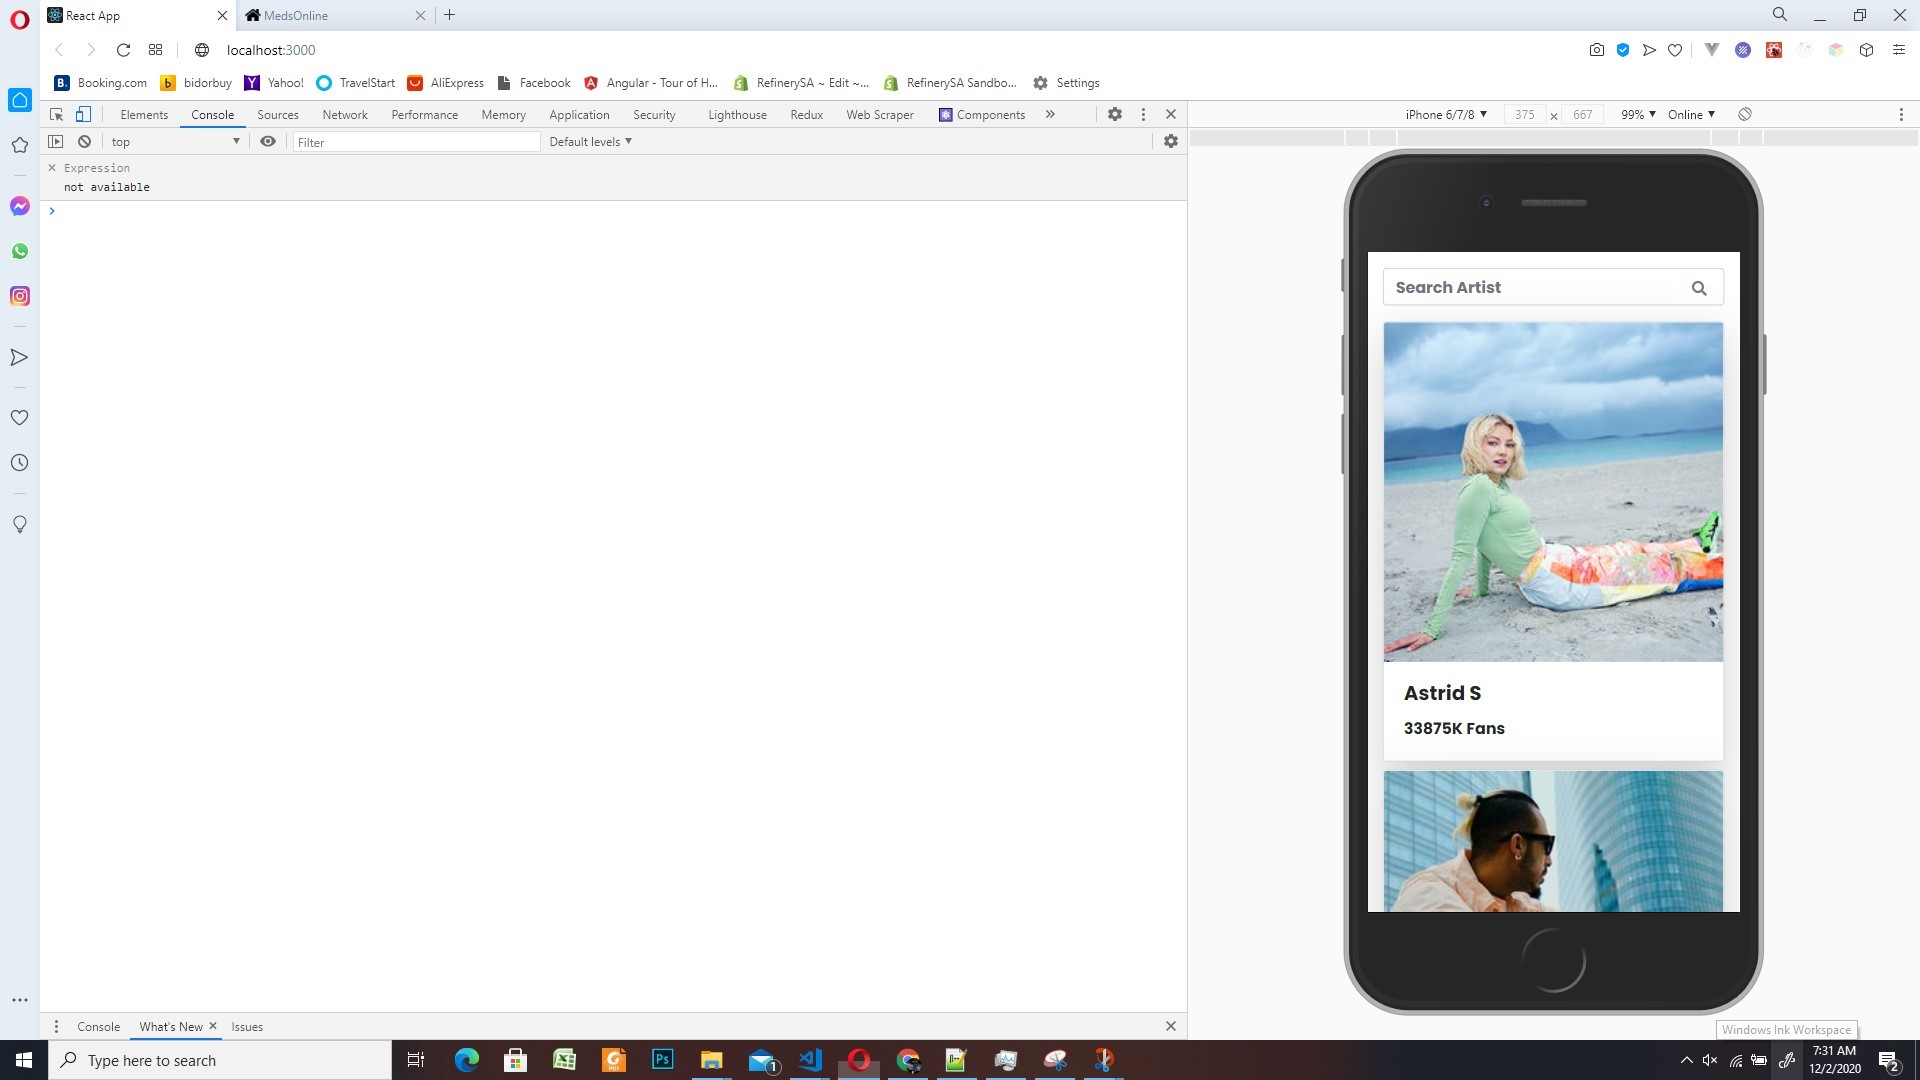 React App
MedsOnline
localhost:3000
Booking.com bidorbuy Yahoo! TravelStart AliExpress Facebook Angular - Tour of H... RefinerySA ~ Edit ~... RefinerySA Sandbo... Settings
Elements Console Sources Network Performance Memory Application Security Lighthouse Redux Web Scraper Components »
iPhone 6/7/8 375 × 667 99% Online
top Filter Default levels
Expression
not available
Search Artist
Astrid S
33875K Fans
Console What's New Issues
Windows Ink Workspace
Type here to search
Ps
1
7:31 AM
12/2/2020
2